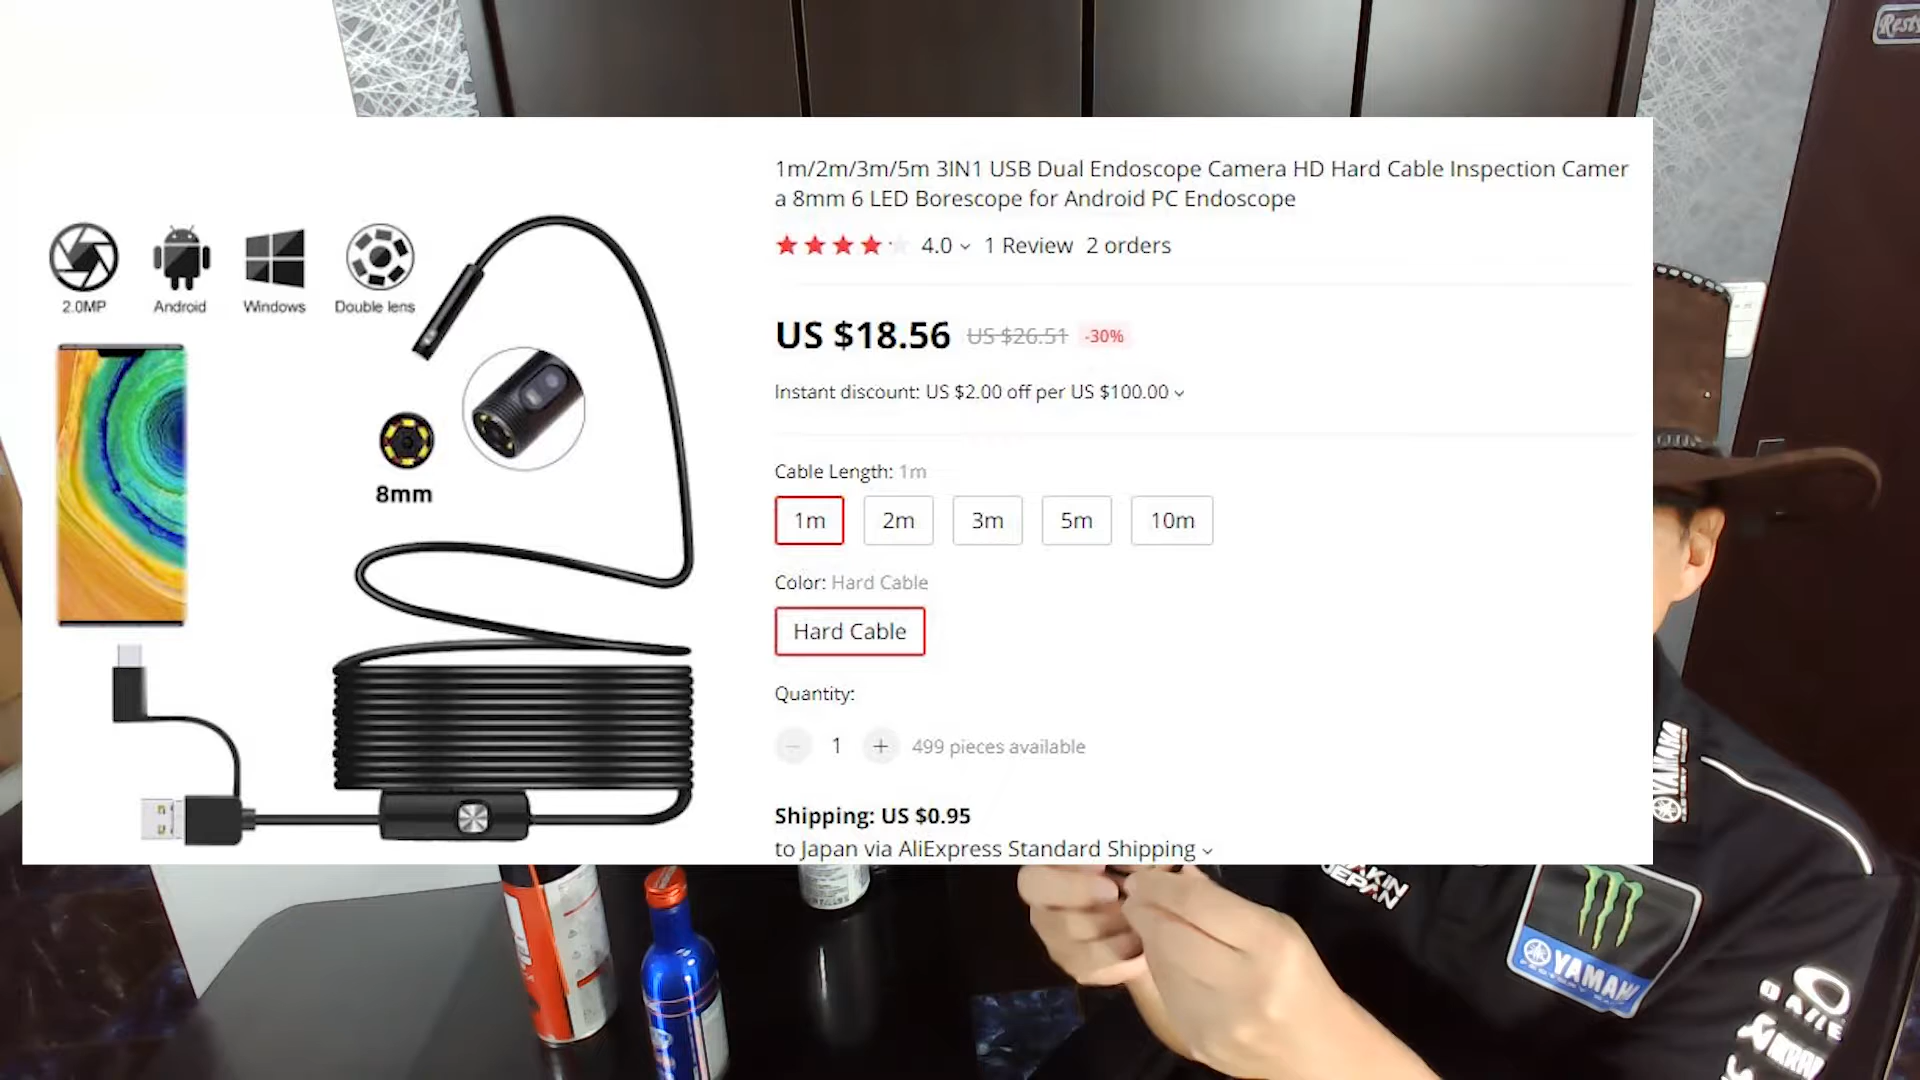 1m/2m/3m/5m 3IN1 USB Dual Endoscope Camera HD Hard Cable Inspection Camer
a 8mm 6 LED Borescope for Android PC Endoscope
4.0 1 Review 2 orders
2.0MP Android Windows Double lens
US $18.56 US $26.51 -30%
Instant discount: US $2.00 off per US $100.00
8mm
Cable Length: 1m
1m 2m 3m 5m 10m
Color: Hard Cable
Hard Cable
Quantity:
1 499 pieces available
Shipping: US $0.95
to Japan via AliExpress Standard Shipping
YAMAHA
YAMAH